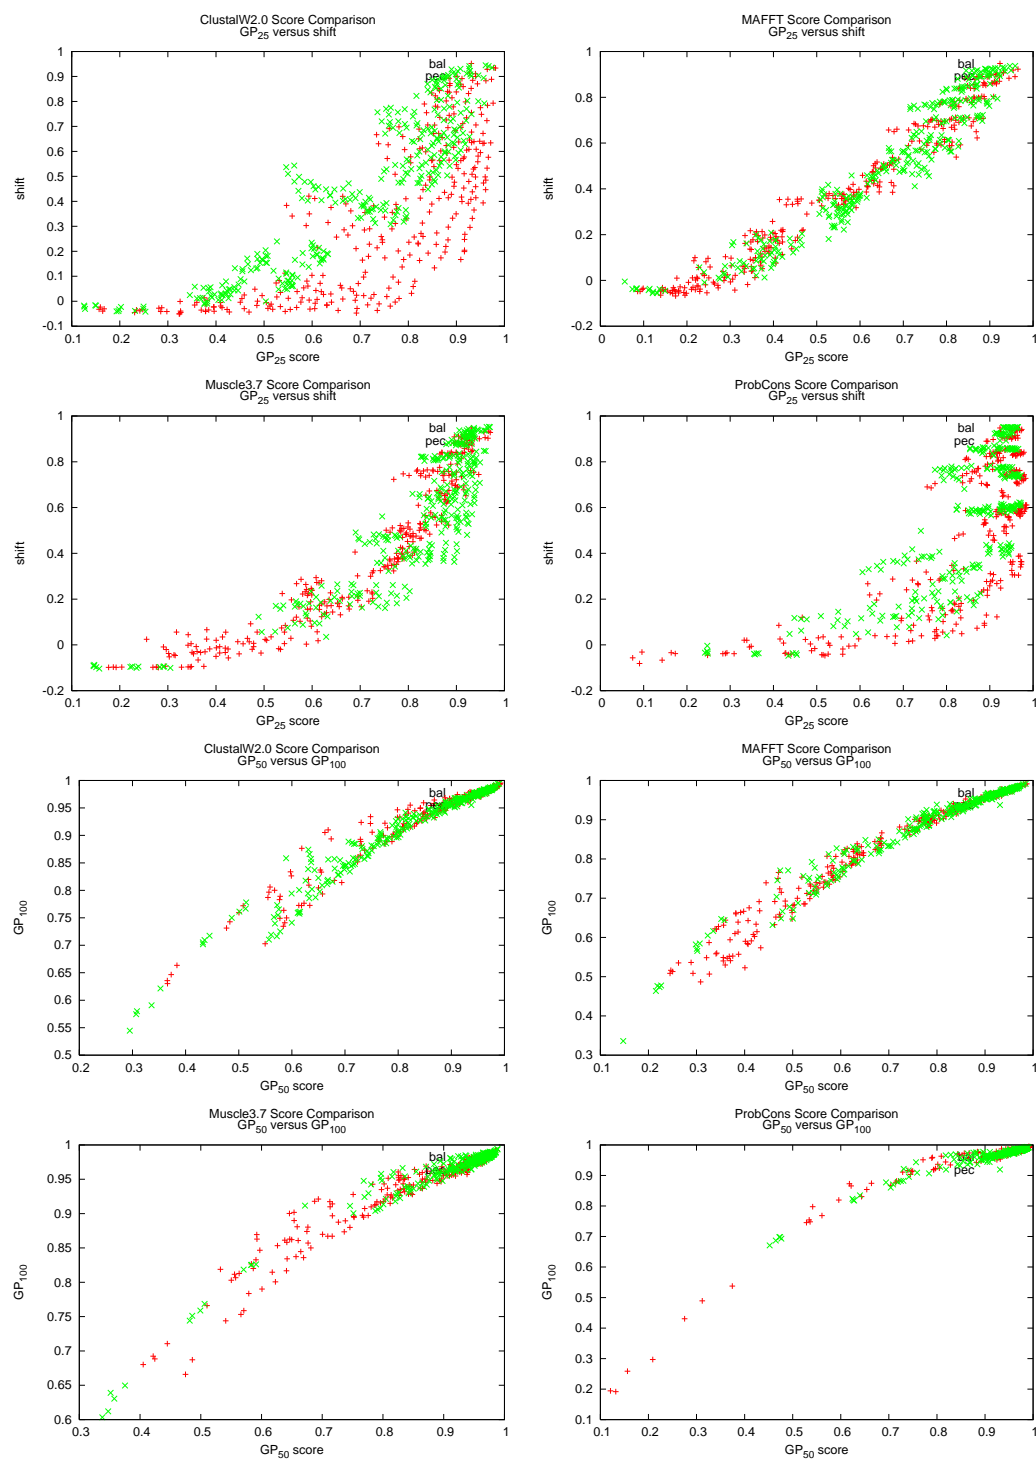 ClustalW2.0 Score Comparison
GP25 versus shift
1
0.9
0.8
0.7
0.6
0.5
0.4
0.3
0.2
0.1
0
-0.1
shift
bal
pec
0.1 0.2 0.3 0.4 0.5 0.6 0.7 0.8 0.9 1
GP25 score
MAFFT Score Comparison
GP25 versus shift
1
0.8
0.6
0.4
0.2
0
-0.2
shift
bal
pec
0 0.1 0.2 0.3 0.4 0.5 0.6 0.7 0.8 0.9 1
GP25 score
Muscle3.7 Score Comparison
GP25 versus shift
1
0.8
0.6
0.4
0.2
0
-0.2
shift
bal
pec
0.1 0.2 0.3 0.4 0.5 0.6 0.7 0.8 0.9 1
GP25 score
ProbCons Score Comparison
GP25 versus shift
1
0.8
0.6
0.4
0.2
0
-0.2
shift
bal
pec
0 0.1 0.2 0.3 0.4 0.5 0.6 0.7 0.8 0.9 1
GP25 score
ClustalW2.0 Score Comparison
GP50 versus GP100
1
0.95
0.9
0.85
0.8
0.75
0.7
0.65
0.6
0.55
0.5
GP100
bal
pec
0.2 0.3 0.4 0.5 0.6 0.7 0.8 0.9 1
GP50 score
MAFFT Score Comparison
GP50 versus GP100
1
0.9
0.8
0.7
0.6
0.5
0.4
0.3
GP100
bal
pec
0.1 0.2 0.3 0.4 0.5 0.6 0.7 0.8 0.9 1
GP50 score
Muscle3.7 Score Comparison
GP50 versus GP100
1
0.95
0.9
0.85
0.8
0.75
0.7
0.65
0.6
GP100
bal
pec
0.3 0.4 0.5 0.6 0.7 0.8 0.9 1
GP50 score
ProbCons Score Comparison
GP50 versus GP100
1
0.9
0.8
0.7
0.6
0.5
0.4
0.3
0.2
0.1
GP100
bal
pec
0.1 0.2 0.3 0.4 0.5 0.6 0.7 0.8 0.9 1
GP50 score